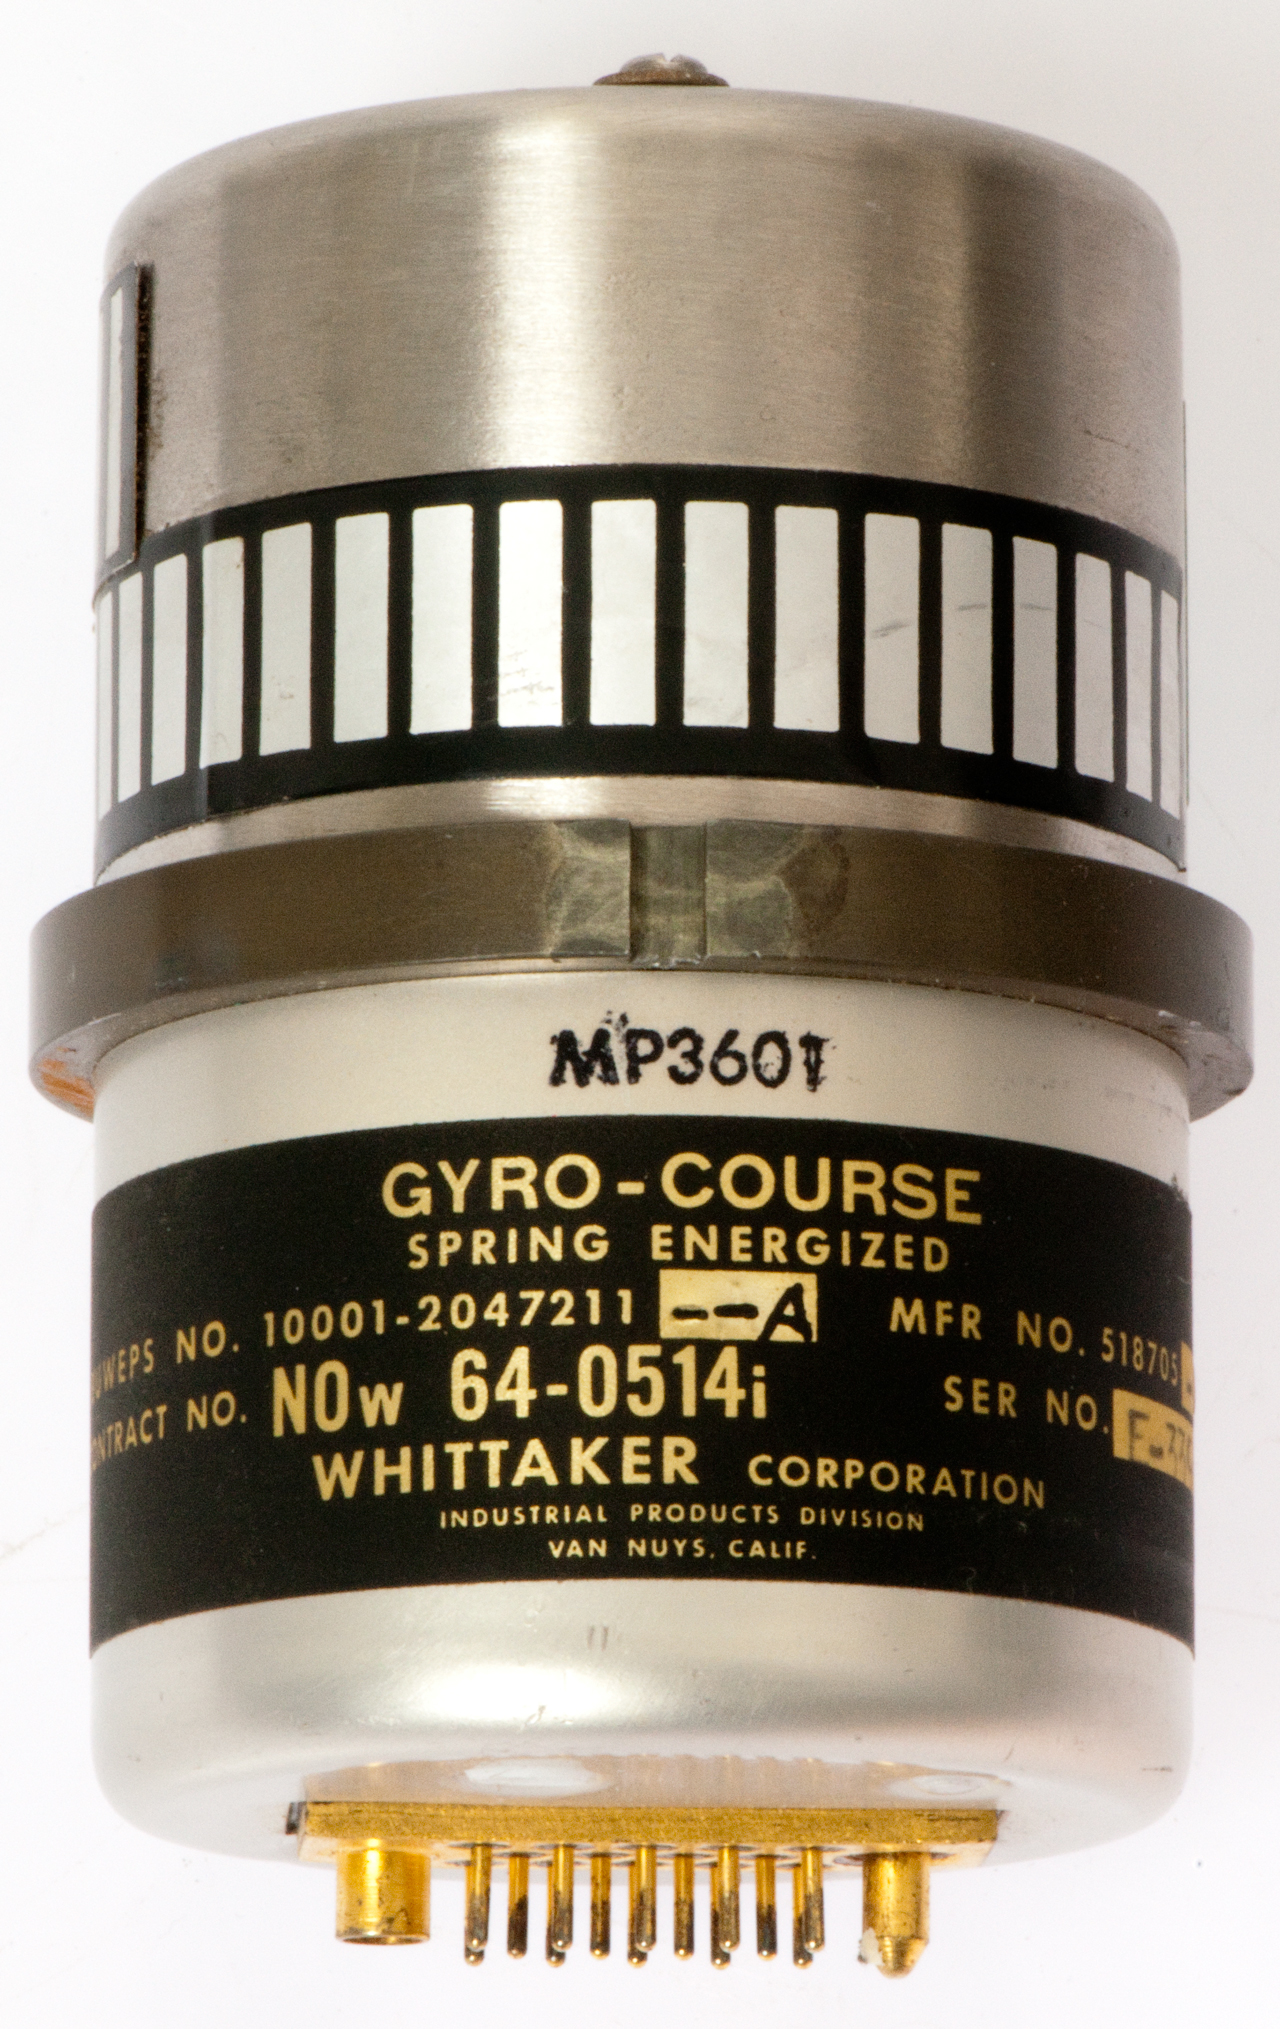 MP3601
GYRO-COURSE
SPRING ENERGIZED
NO. 10001-2047211 --A MFR NO. 518705
NO. NOw 64-0514i SER NO.
WHITTAKER CORPORATION
INDUSTRIAL PRODUCTS DIVISION
VAN NUYS, CALIF.